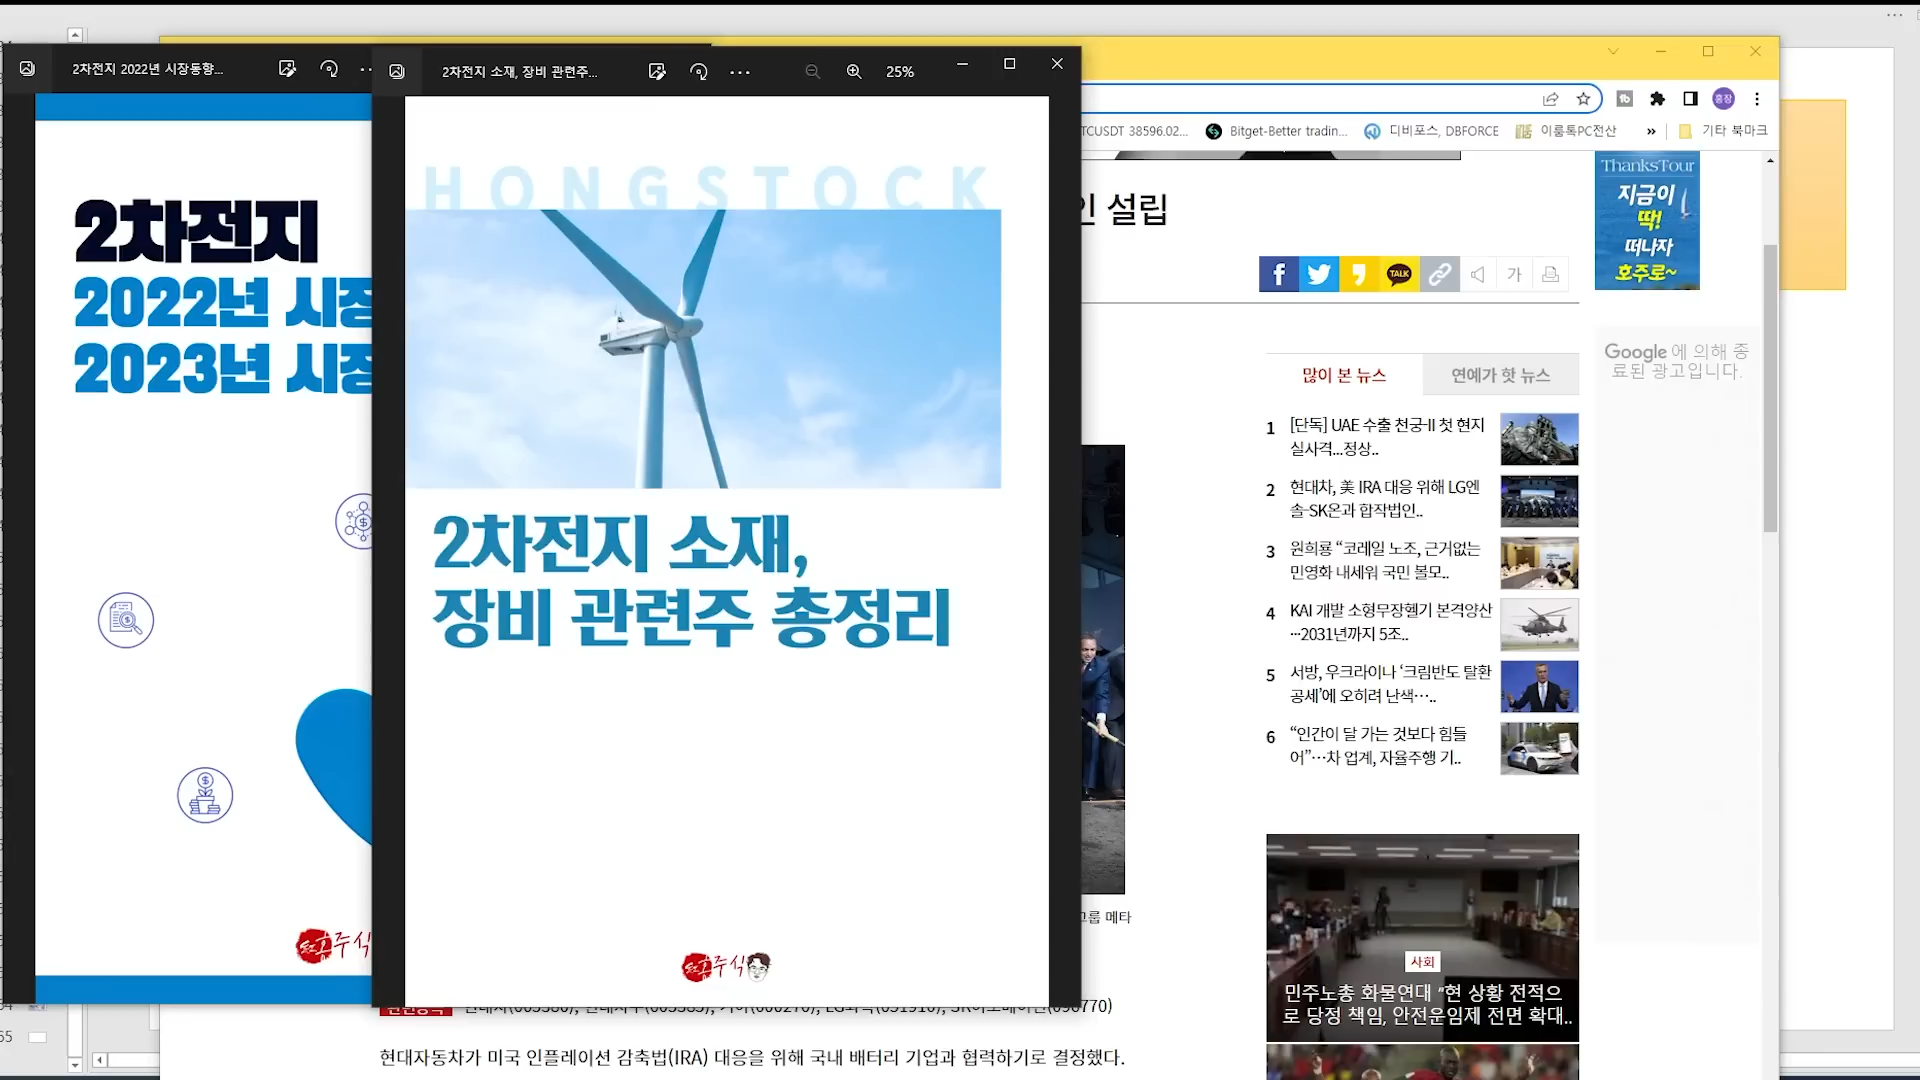 2차전지 2022년 시장동향...
2차전지
2022년 시장
2023년 시장
홍주식
2차전지 소재, 장비 관련주...
25%
HONGSTOCK
2차전지 소재,
장비 관련주 총정리
홍주식
TCUSDT 38596.02...
Bitget-Better tradin...
디비포스, DBFORCE
이룸톡PC전산
»
기타 북마크
홍장
인 설립
TALK
가
ThanksTour
지금이
딱!
떠나자
호주로~
Google에 의해 종
료된 광고입니다.
많이 본 뉴스
연예가 핫 뉴스
1 [단독] UAE 수출 천궁-II 첫 현지
실사격...정상..
2 현대차, 美 IRA 대응 위해 LG엔
솔-SK온과 합작법인..
3 원희룡 “코레일 노조, 근거없는
민영화 내세워 국민 볼모..
4 KAI 개발 소형무장헬기 본격양산
…2031년까지 5조..
5 서방, 우크라이나 ‘크림반도 탈환
공세’에 오히려 난색…..
6 “인간이 달 가는 것보다 힘들
어”…차 업계, 자율주행 기..
사회
민주노총 화물연대 "현 상황 전적으
로 당정 책임, 안전운임제 전면 확대..
그룹 메타
현대자동차가 미국 인플레이션 감축법(IRA) 대응을 위해 국내 배터리 기업과 협력하기로 결정했다.